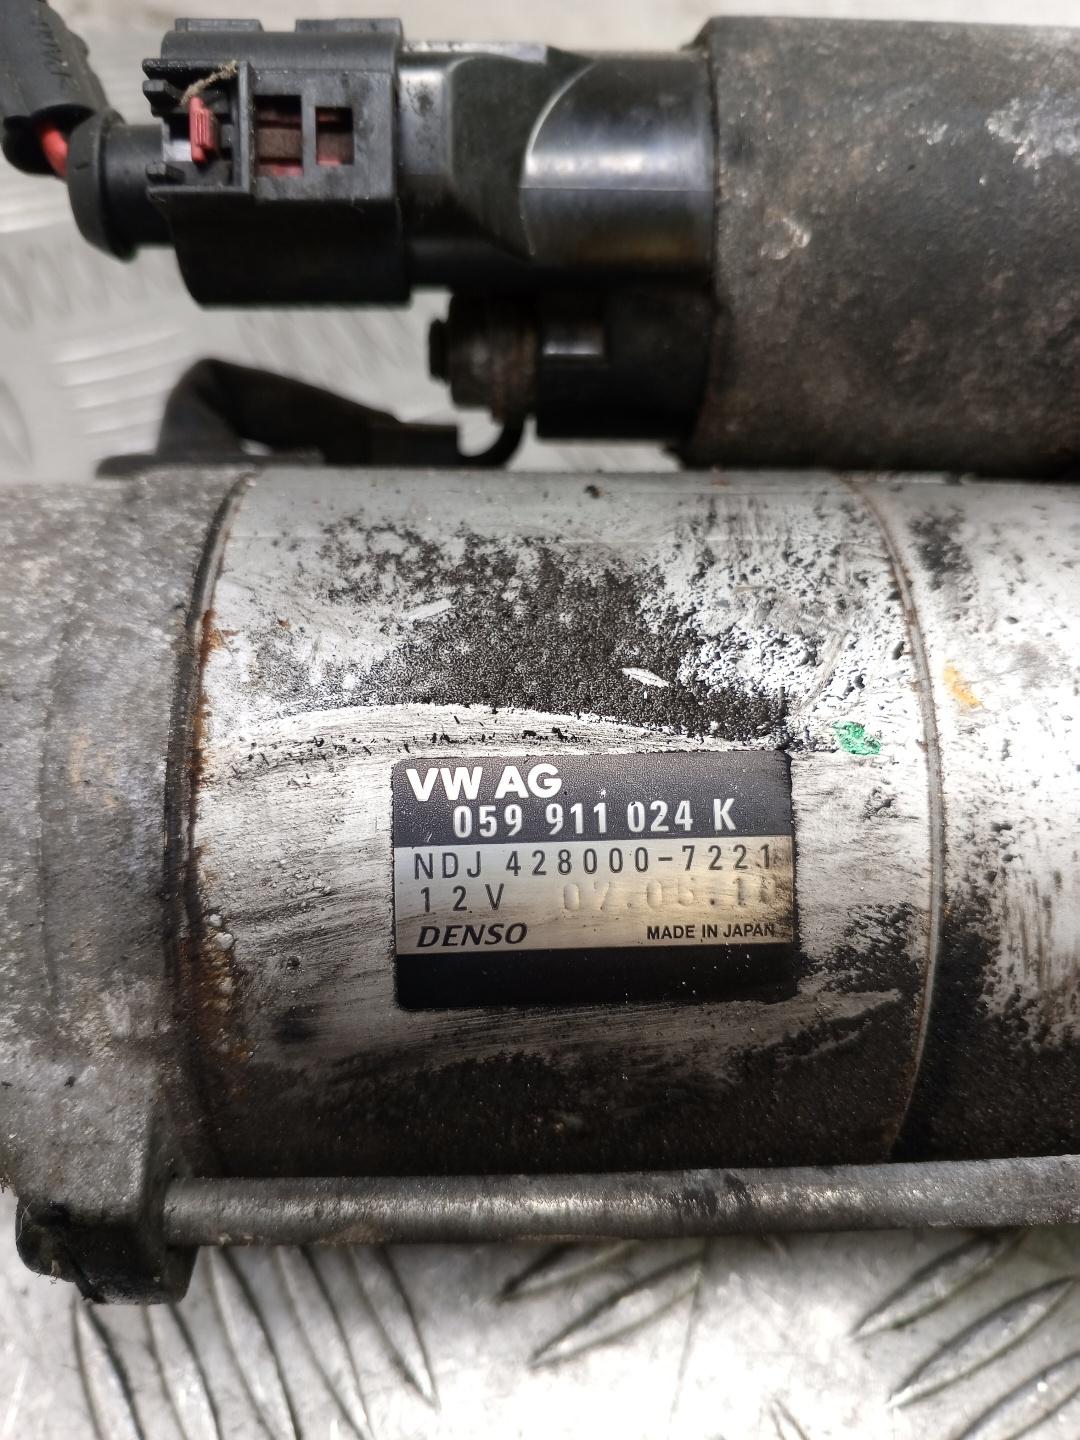 VW AG
059 911 024 K
NDJ 428000-7221
12V
DENSO MADE IN JAPAN